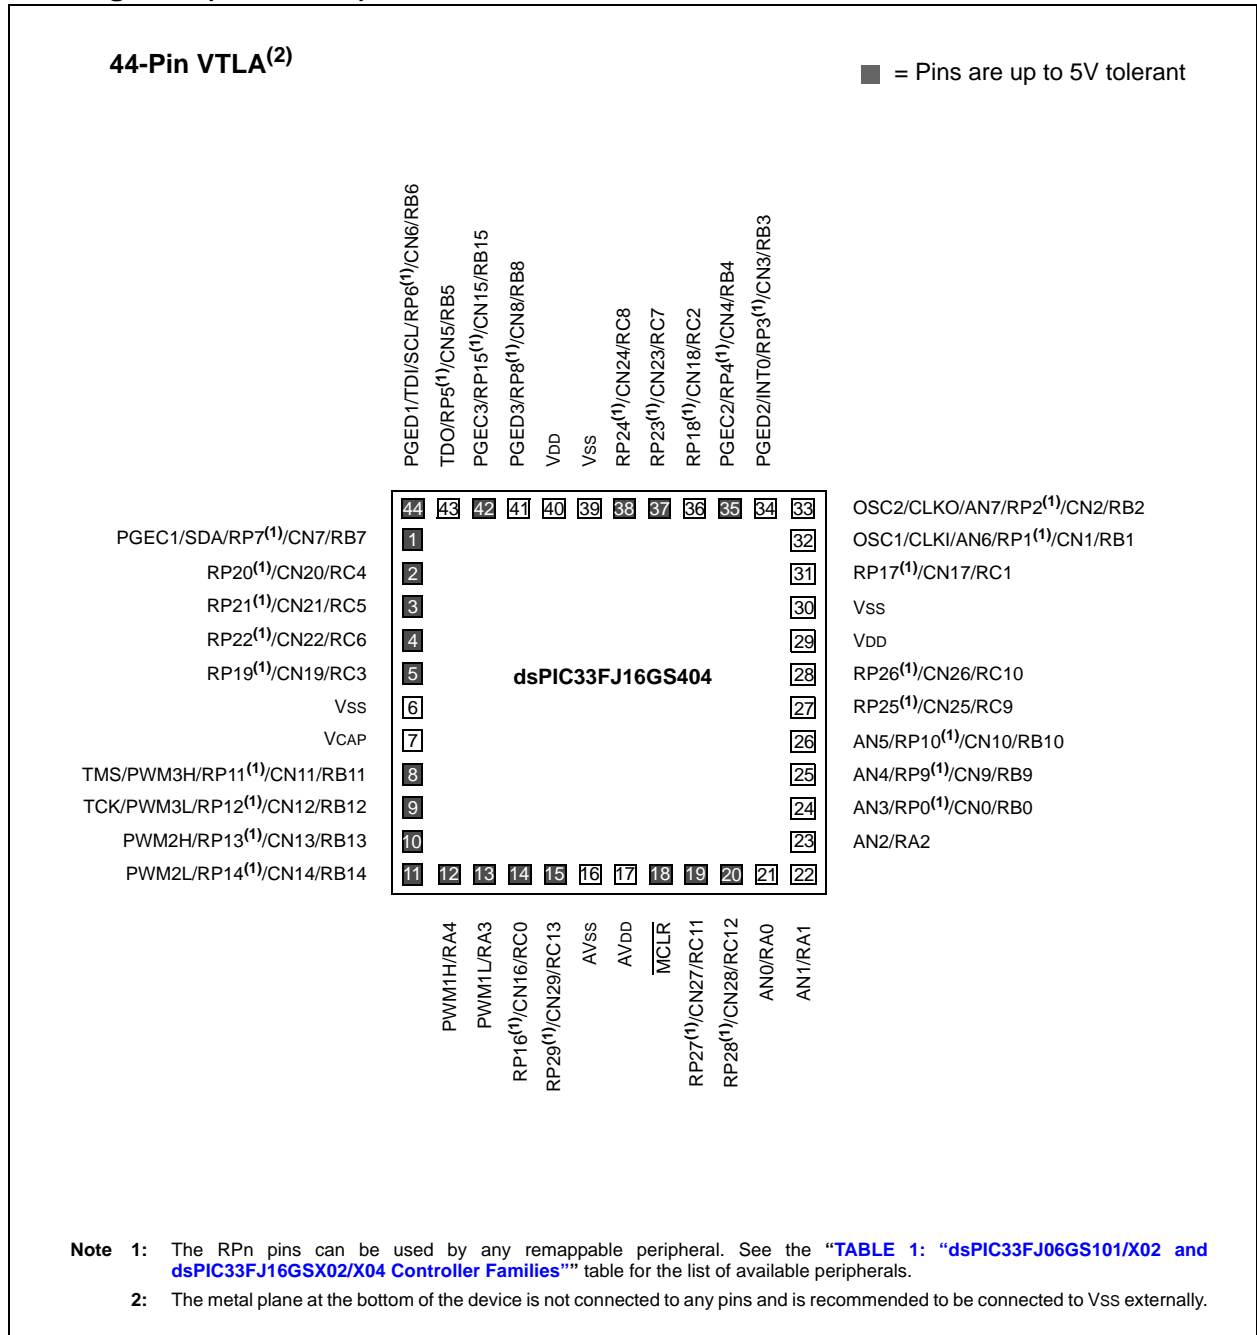 44-Pin VTLA(2)
= Pins are up to 5V tolerant
PGED1/TDI/SCL/RP6(1)/CN6/RB6
TDO/RP5(1)/CN5/RB5
PGEC3/RP15(1)/CN15/RB15
PGED3/RP8(1)/CN8/RB8
VDD
VSS
RP24(1)/CN24/RC8
RP23(1)/CN23/RC7
RP18(1)/CN18/RC2
PGEC2/RP4(1)/CN4/RB4
PGED2/INT0/RP3(1)/CN3/RB3
44 43 42 41 40 39 38 37 36 35 34 33 OSC2/CLKO/AN7/RP2(1)/CN2/RB2
PGEC1/SDA/RP7(1)/CN7/RB7 1 32 OSC1/CLKI/AN6/RP1(1)/CN1/RB1
RP20(1)/CN20/RC4 2 31 RP17(1)/CN17/RC1
RP21(1)/CN21/RC5 3 30 VSS
RP22(1)/CN22/RC6 4 29 VDD
RP19(1)/CN19/RC3 5 dsPIC33FJ16GS404 28 RP26(1)/CN26/RC10
VSS 6 27 RP25(1)/CN25/RC9
VCAP 7 26 AN5/RP10(1)/CN10/RB10
TMS/PWM3H/RP11(1)/CN11/RB11 8 25 AN4/RP9(1)/CN9/RB9
TCK/PWM3L/RP12(1)/CN12/RB12 9 24 AN3/RP0(1)/CN0/RB0
PWM2H/RP13(1)/CN13/RB13 10 23 AN2/RA2
PWM2L/RP14(1)/CN14/RB14 11 12 13 14 15 16 17 18 19 20 21 22
PWM1H/RA4
PWM1L/RA3
RP16(1)/CN16/RC0
RP29(1)/CN29/RC13
AVSS
AVDD
MCLR
RP27(1)/CN27/RC11
RP28(1)/CN28/RC12
AN0/RA0
AN1/RA1
Note 1: The RPn pins can be used by any remappable peripheral. See the “TABLE 1: “dsPIC33FJ06GS101/X02 and
dsPIC33FJ16GSX02/X04 Controller Families”” table for the list of available peripherals.
2: The metal plane at the bottom of the device is not connected to any pins and is recommended to be connected to VSS externally.